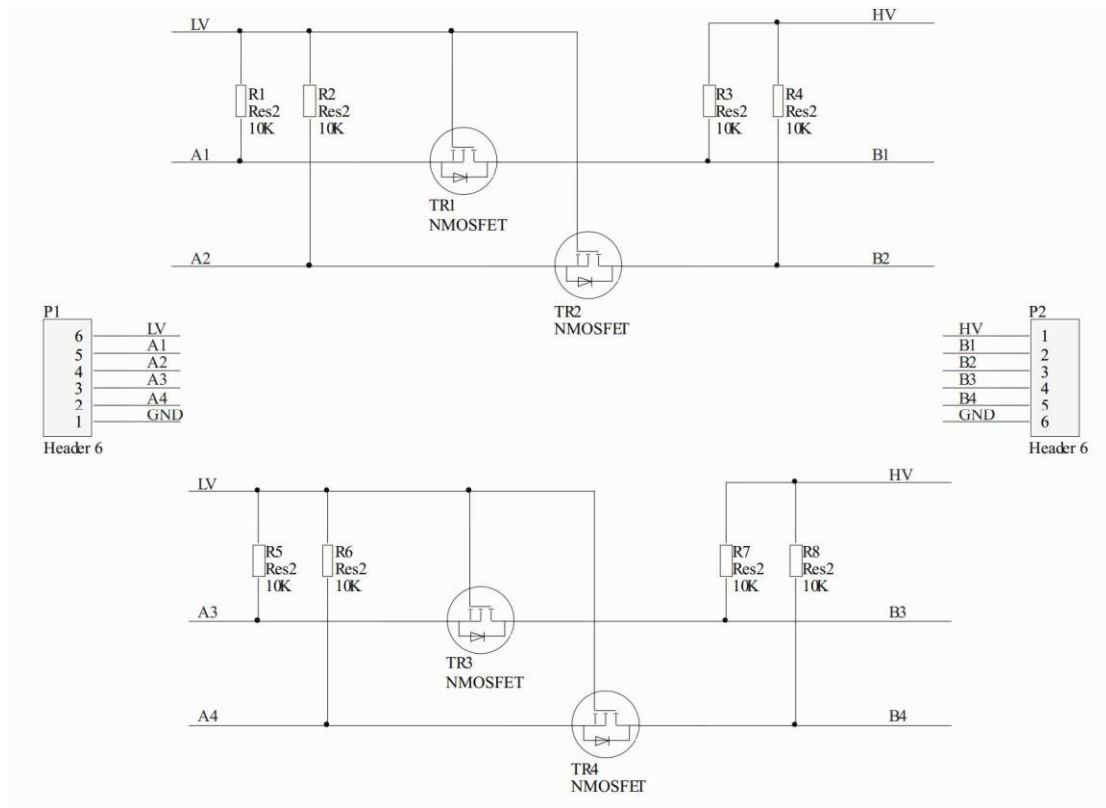 LV
HV
R1
Res2
10K
R2
Res2
10K
R3
Res2
10K
R4
Res2
10K
A1
B1
TR1
NMOSFET
A2
B2
TR2
NMOSFET
P1
6 LV
5 A1
4 A2
3 A3
2 A4
1 GND
Header 6
P2
HV 1
B1 2
B2 3
B3 4
B4 5
GND 6
Header 6
LV
HV
R5
Res2
10K
R6
Res2
10K
R7
Res2
10K
R8
Res2
10K
A3
B3
TR3
NMOSFET
A4
B4
TR4
NMOSFET